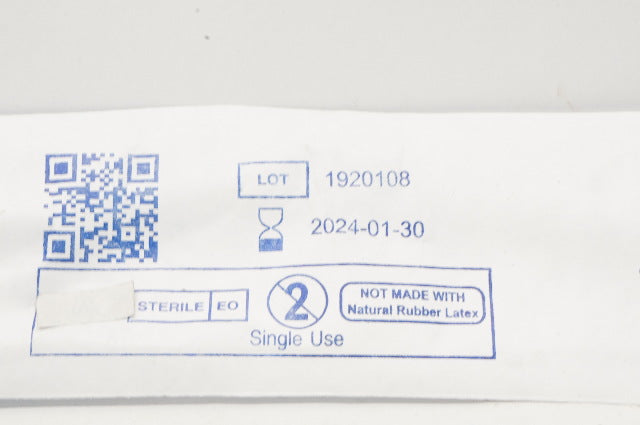 LOT 1920108
2024-01-30
STERILE EO
2
NOT MADE WITH
Natural Rubber Latex
Single Use